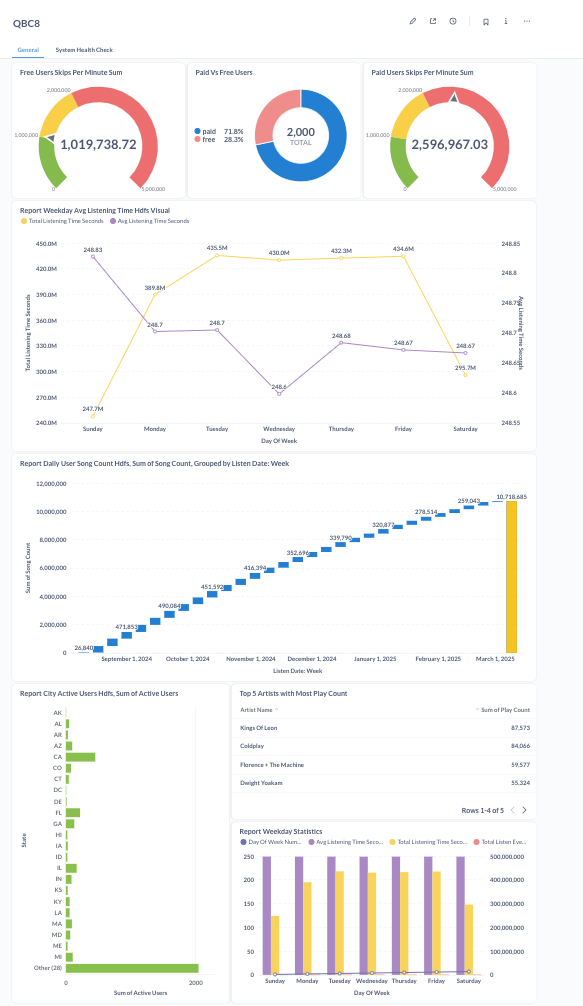 QBC8
General
System Health Check
Free Users Skips Per Minute Sum
2,000,000
1,000,000
1,019,738.72
0
5,000,000
Paid Vs Free Users
paid 71.8%
free 28.3%
2,000
TOTAL
Paid Users Skips Per Minute Sum
2,000,000
1,000,000
2,596,967.03
0
5,000,000
Report Weekday Avg Listening Time Hdfs Visual
Total Listening Time Seconds
Avg Listening Time Seconds
450.0M
420.0M
390.0M
360.0M
330.0M
300.0M
270.0M
240.0M
Total Listening Time Seconds
248.83
435.5M
430.0M
432.3M
434.6M
389.8M
248.7
248.7
248.68
248.67
248.67
295.7M
248.6
247.7M
248.85
248.8
248.75
248.7
248.65
248.6
248.55
Avg Listening Time Seconds
Sunday
Monday
Tuesday
Wednesday
Thursday
Friday
Saturday
Day Of Week
Report Daily User Song Count Hdfs, Sum of Song Count, Grouped by Listen Date: Week
12,000,000
10,000,000
8,000,000
6,000,000
4,000,000
2,000,000
0
Sum of Song Count
26,840
471,853
490,084
451,592
416,394
352,696
339,790
320,877
278,514
259,043
10,718,685
September 1, 2024
October 1, 2024
November 1, 2024
December 1, 2024
January 1, 2025
February 1, 2025
March 1, 2025
Listen Date: Week
Report City Active Users Hdfs, Sum of Active Users
AK
AL
AR
AZ
CA
CO
CT
DC
DE
FL
GA
HI
IA
ID
IL
IN
KS
KY
LA
MA
MD
ME
MI
Other (28)
State
0
2000
Sum of Active Users
Top 5 Artists with Most Play Count
Artist Name
Sum of Play Count
Kings Of Leon 87,573
Coldplay 84,066
Florence + The Machine 59,577
Dwight Yoakam 55,324
Rows 1-4 of 5
Report Weekday Statistics
Day Of Week Num...
Avg Listening Time Seco...
Total Listening Time Seco...
Total Listen Eve...
250
200
150
100
50
0
500,000,000
400,000,000
300,000,000
200,000,000
100,000,000
0
Sunday
Monday
Tuesday
Wednesday
Thursday
Friday
Saturday
Day Of Week